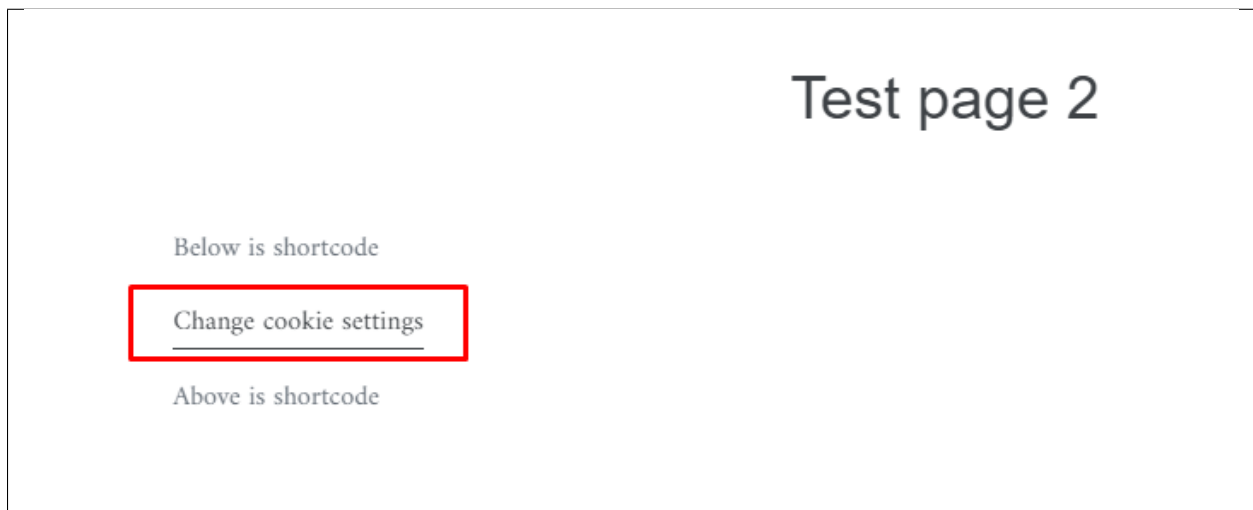 Test page 2
Below is shortcode
Change cookie settings
Above is shortcode